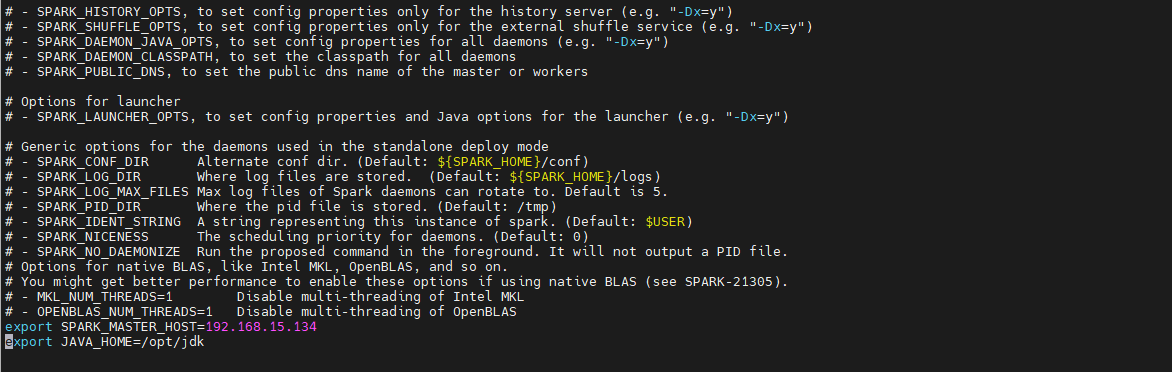 # - SPARK_HISTORY_OPTS, to set config properties only for the history server (e.g. "-Dx=y")
# - SPARK_SHUFFLE_OPTS, to set config properties only for the external shuffle service (e.g. "-Dx=y")
# - SPARK_DAEMON_JAVA_OPTS, to set config properties for all daemons (e.g. "-Dx=y")
# - SPARK_DAEMON_CLASSPATH, to set the classpath for all daemons
# - SPARK_PUBLIC_DNS, to set the public dns name of the master or workers

# Options for launcher
# - SPARK_LAUNCHER_OPTS, to set config properties and Java options for the launcher (e.g. "-Dx=y")

# Generic options for the daemons used in the standalone deploy mode
# - SPARK_CONF_DIR      Alternate conf dir. (Default: ${SPARK_HOME}/conf)
# - SPARK_LOG_DIR       Where log files are stored.  (Default: ${SPARK_HOME}/logs)
# - SPARK_LOG_MAX_FILES Max log files of Spark daemons can rotate to. Default is 5.
# - SPARK_PID_DIR       Where the pid file is stored. (Default: /tmp)
# - SPARK_IDENT_STRING  A string representing this instance of spark. (Default: $USER)
# - SPARK_NICENESS      The scheduling priority for daemons. (Default: 0)
# - SPARK_NO_DAEMONIZE  Run the proposed command in the foreground. It will not output a PID file.
# Options for native BLAS, like Intel MKL, OpenBLAS, and so on.
# You might get better performance to enable these options if using native BLAS (see SPARK-21305).
# - MKL_NUM_THREADS=1        Disable multi-threading of Intel MKL
# - OPENBLAS_NUM_THREADS=1   Disable multi-threading of OpenBLAS
export SPARK_MASTER_HOST=192.168.15.134
export JAVA_HOME=/opt/jdk